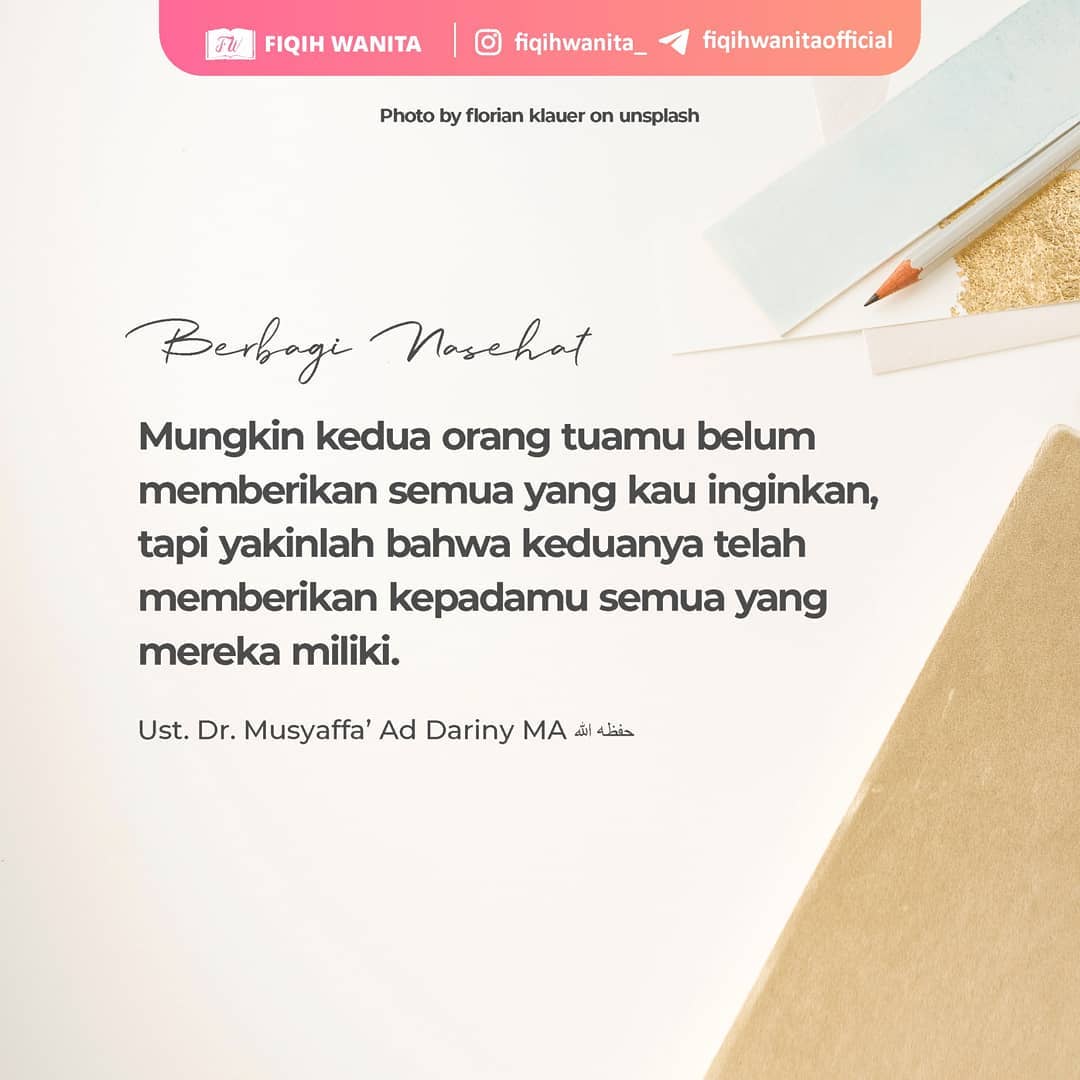 FW FIQIH WANITA fiqihwanita_ fiqihwanitaofficial
Photo by florian klauer on unsplash
Berbagi Nasehat
Mungkin kedua orang tuamu belum
memberikan semua yang kau inginkan,
tapi yakinlah bahwa keduanya telah
memberikan kepadamu semua yang
mereka miliki.
Ust. Dr. Musyaffa’ Ad Dariny MA حفظه الله